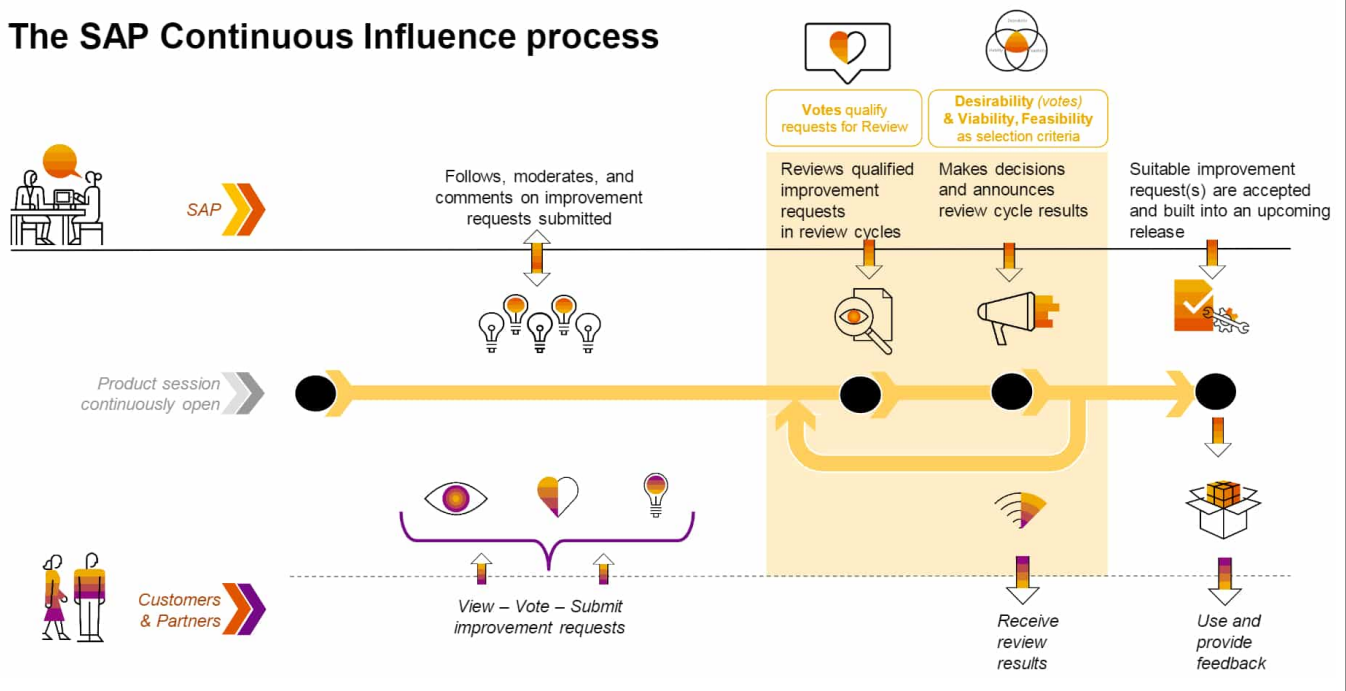 The SAP Continuous Influence process
Votes qualify
requests for Review
Desirability (votes)
& Viability, Feasibility
as selection criteria
SAP
Follows, moderates, and
comments on improvement
requests submitted
Reviews qualified
improvement
requests
in review cycles
Makes decisions
and announces
review cycle results
Suitable improvement
request(s) are accepted
and built into an upcoming
release
Product session
continuously open
Customers
& Partners
View – Vote – Submit
improvement requests
Receive
review
results
Use and
provide
feedback